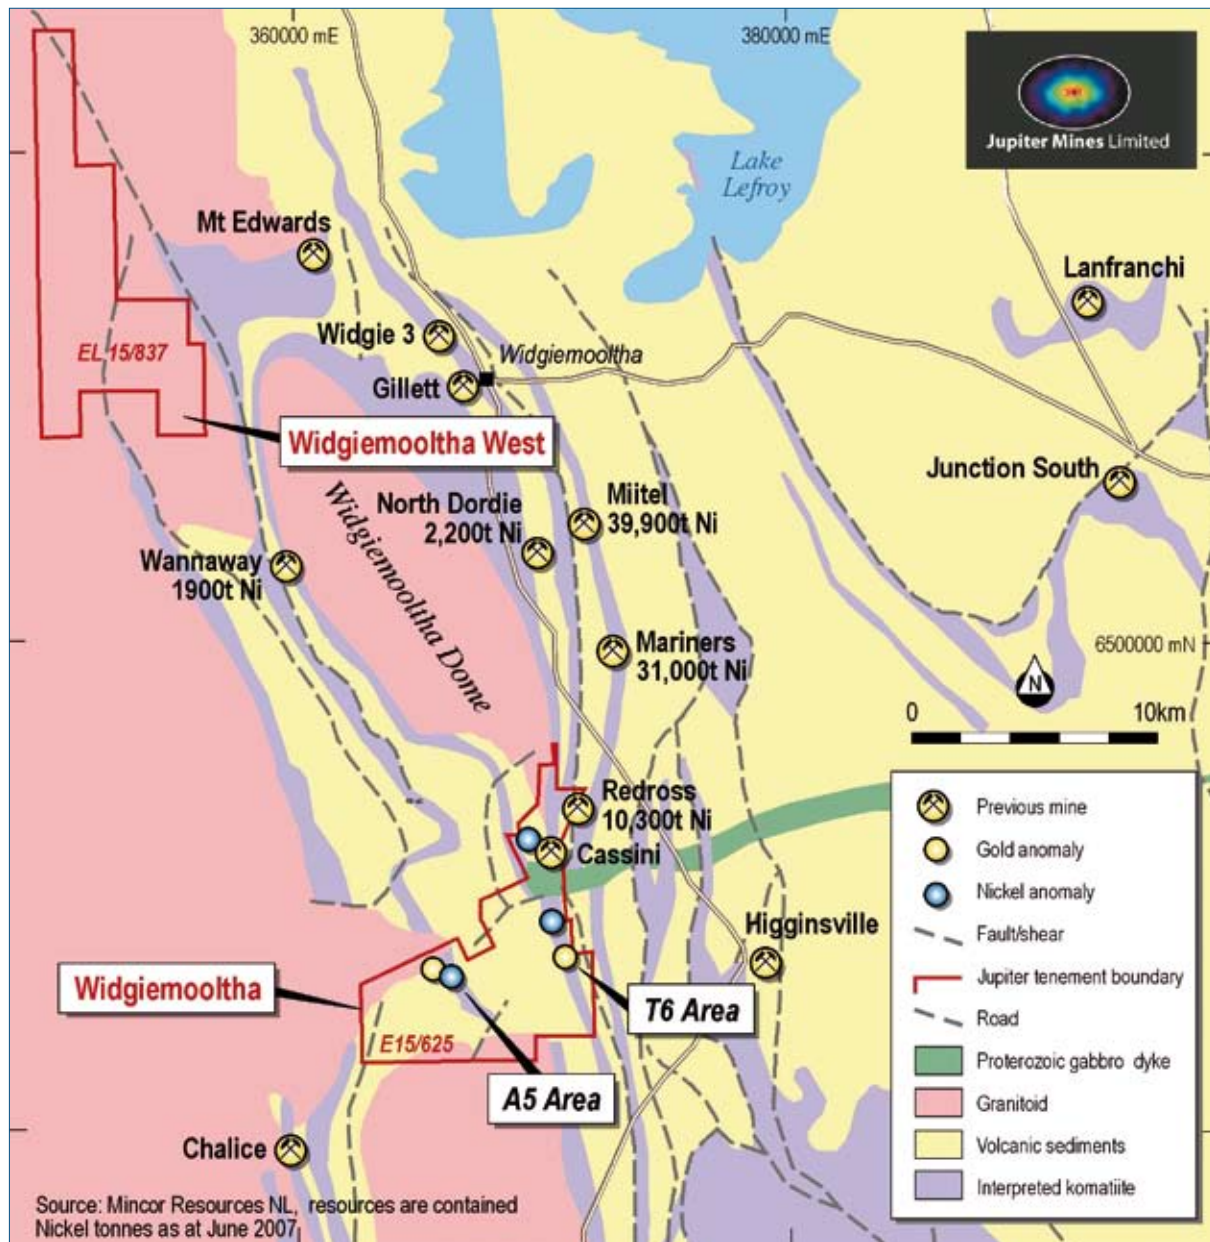 360000 mE
380000 mE
Jupiter Mines Limited
Lake
Lefroy
Mt Edwards
Lanfranchi
Widgie 3
Widgiemooltha
EL 15/837
Gillett
Widgiemooltha West
Junction South
Widgiemooltha Dome
North Dordie
2,200t Ni
Miitel
39,900t Ni
Wannaway
1900t Ni
Mariners
31,000t Ni
6500000 mN
N
0
10km
Redross
10,300t Ni
Cassini
Higginsville
Widgiemooltha
T6 Area
E15/625
A5 Area
Chalice
Previous mine
Gold anomaly
Nickel anomaly
Fault/shear
Jupiter tenement boundary
Road
Proterozoic gabbro dyke
Granitoid
Volcanic sediments
Interpreted komatiite
Source: Mincor Resources NL, resources are contained
Nickel tonnes as at June 2007